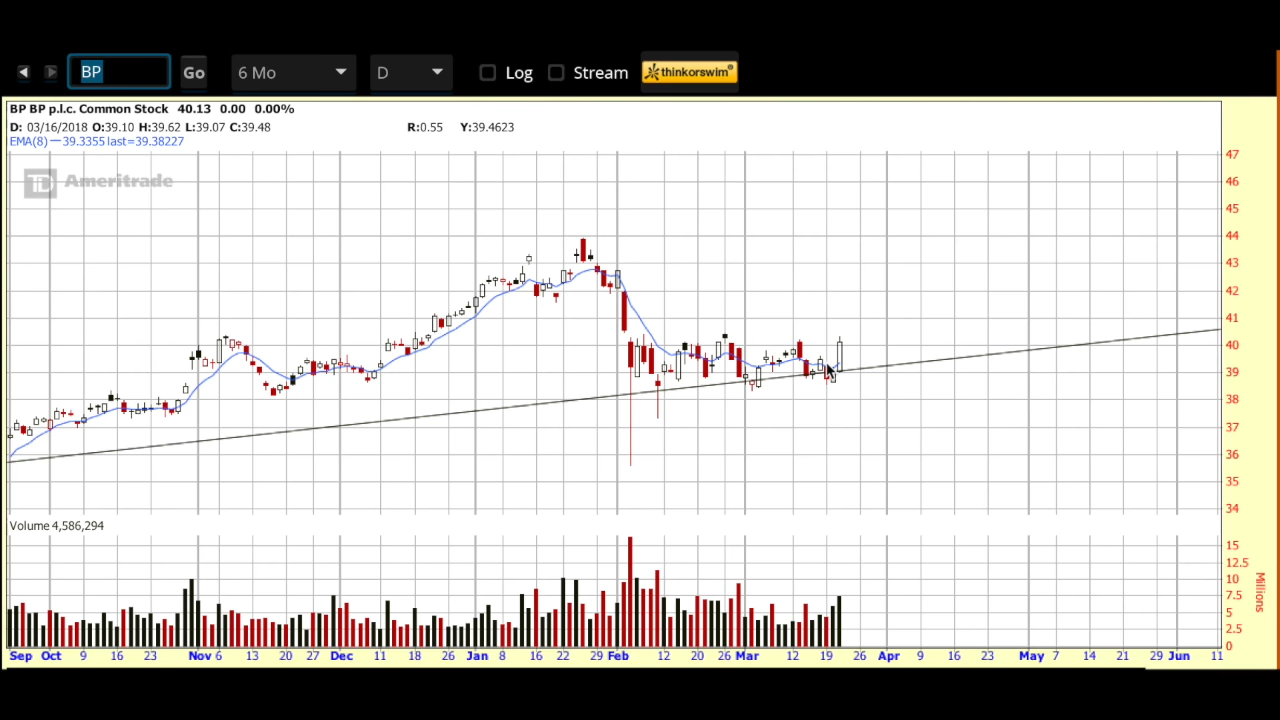 BP Go 6 Mo D Log Stream thinkorswim®
BP BP p.l.c. Common Stock 40.13 0.00 0.00%
D: 03/16/2018 O:39.10 H:39.62 L:39.07 C:39.48 R:0.55 Y:39.4623
EMA(8) — 39.3355 last=39.38227
TD Ameritrade
47
46
45
44
43
42
41
40
39
38
37
36
35
34
Volume 4,586,294
15
12.5
10
7.5
5
2.5
0
Millions
Sep Oct 9 16 23 Nov 6 13 20 27 Dec 11 18 26 Jan 8 16 22 29 Feb 12 20 26 Mar 12 19 26 Apr 9 16 23 May 7 14 21 29 Jun 11